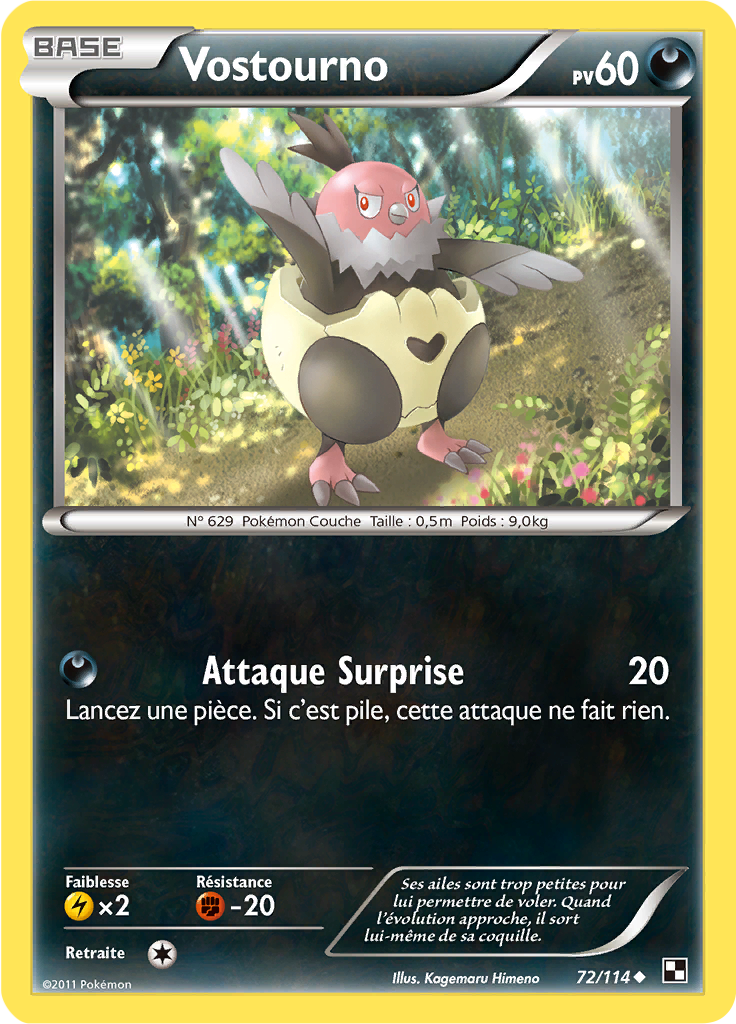 BASE
Vostourno
PV60
Nº 629 Pokémon Couche Taille : 0,5m Poids : 9,0kg
Attaque Surprise 20
Lancez une pièce. Si c'est pile, cette attaque ne fait rien.
Faiblesse Résistance
×2 -20
Retraite
Ses ailes sont trop petites pour
lui permettre de voler. Quand
l'évolution approche, il sort
lui-même de sa coquille.
©2011 Pokémon
Illus. Kagemaru Himeno
72/114